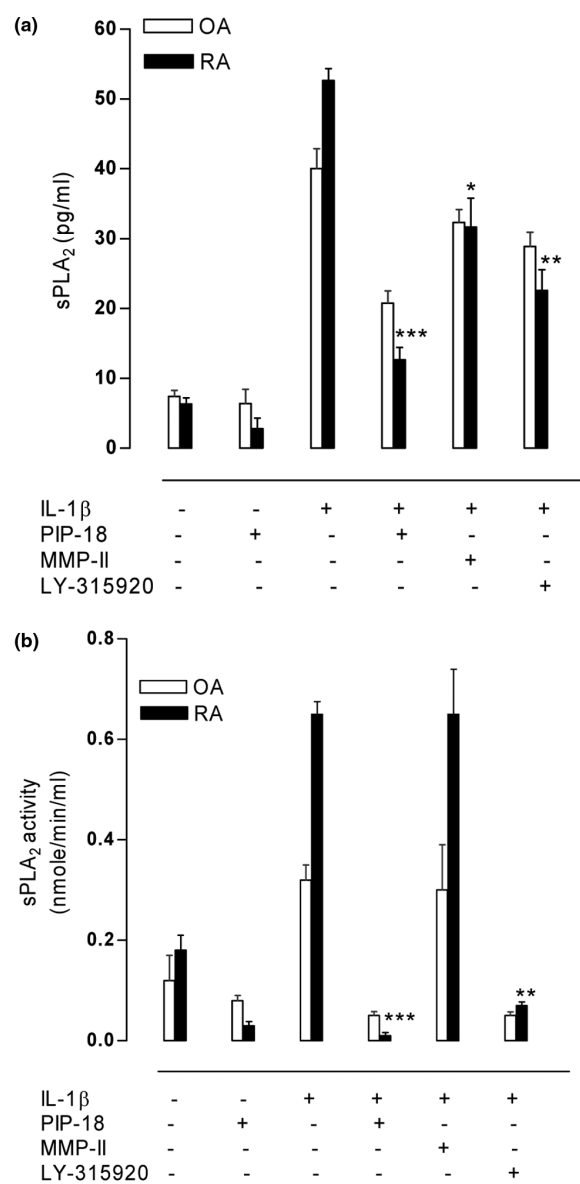 (a)
OA
RA
sPLA₂ (pg/ml)
60
50
40
30
20
10
0
***
*
**
IL-1β - - + + + +
PIP-18 - + - + - -
MMP-II - - - - + -
LY-315920 - - - - - +
(b)
OA
RA
sPLA₂ activity
(nmole/min/ml)
0.8
0.6
0.4
0.2
0.0
***
**
IL-1β - - + + + +
PIP-18 - + - + - -
MMP-II - - - - + -
LY-315920 - - - - - +